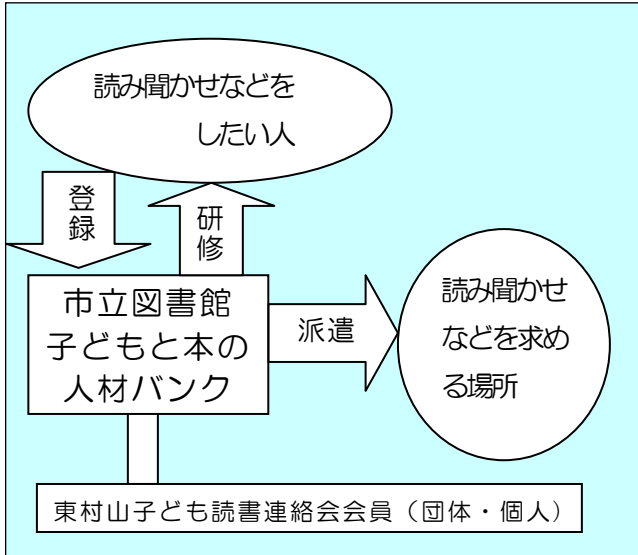 読み聞かせなどを
したい人
登録
研修
市立図書館
子どもと本の
人材バンク
派遣
読み聞かせ
などを求め
る場所
東村山子ども読書連絡会会員（団体・個人）